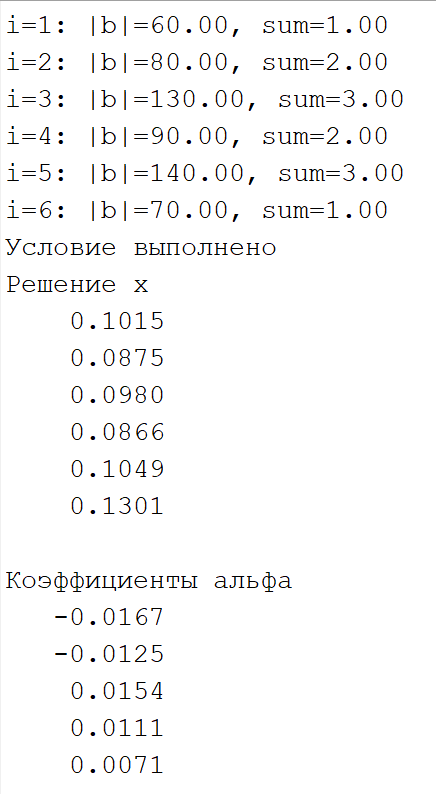 i=1: |b|=60.00, sum=1.00
i=2: |b|=80.00, sum=2.00
i=3: |b|=130.00, sum=3.00
i=4: |b|=90.00, sum=2.00
i=5: |b|=140.00, sum=3.00
i=6: |b|=70.00, sum=1.00
Условие выполнено
Решение x
0.1015
0.0875
0.0980
0.0866
0.1049
0.1301
Коэффициенты альфа
-0.0167
-0.0125
0.0154
0.0111
0.0071